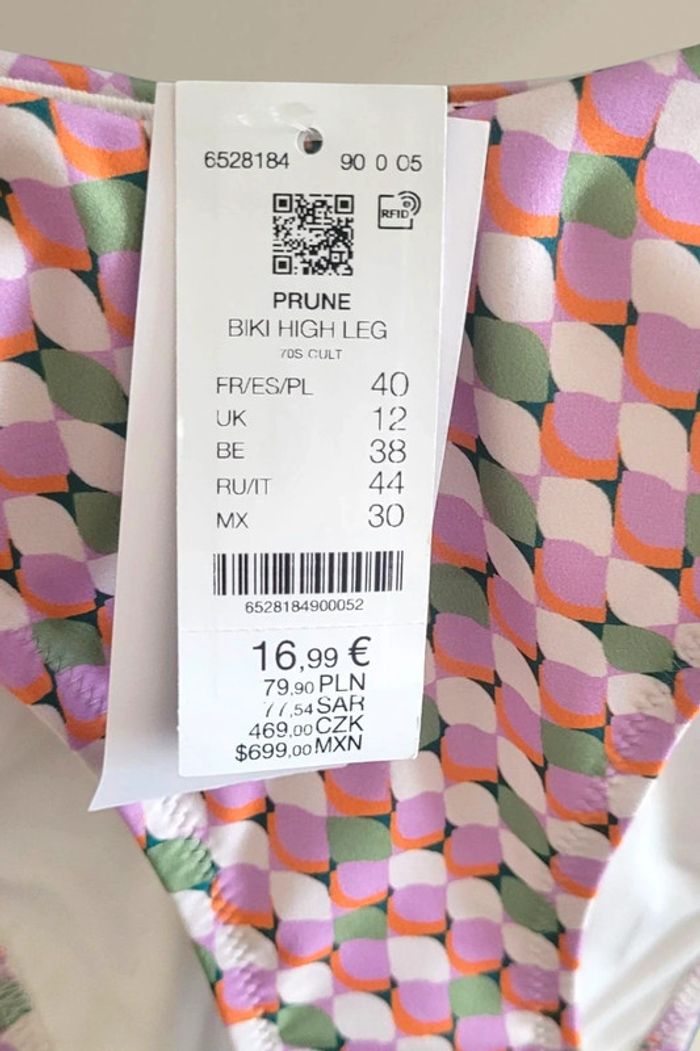 6528184 90 0 05
RFID
PRUNE
BIKI HIGH LEG
70S CULT
FR/ES/PL 40
UK 12
BE 38
RU/IT 44
MX 30
6528184900052
16,99 €
79,90 PLN
77,54 SAR
469,00 CZK
$699,00 MXN